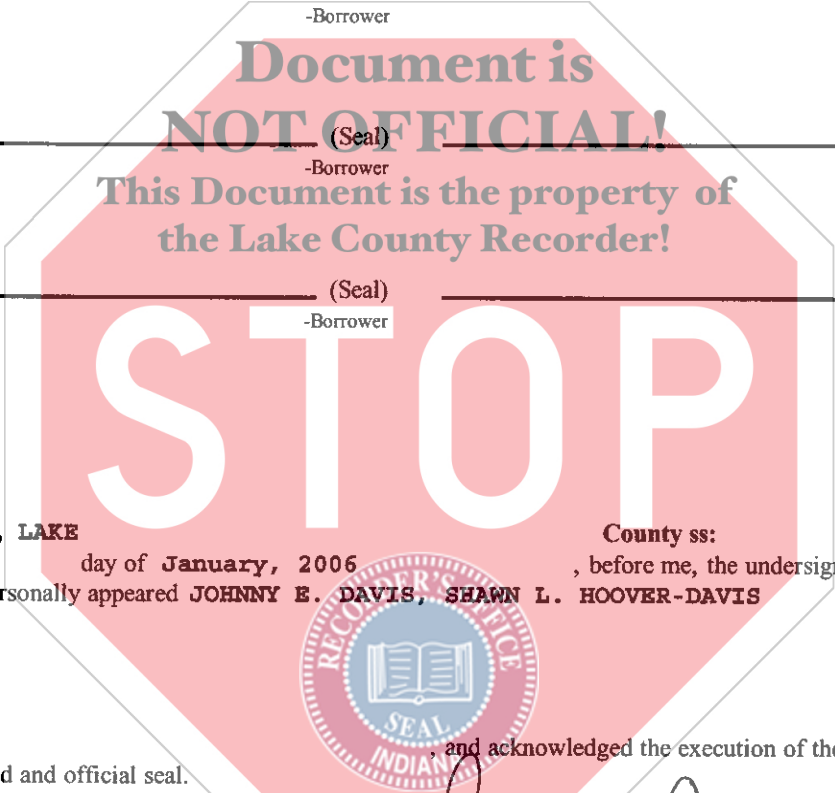 -Borrower
Document is
NOT OFFICIAL!
(Seal)
-Borrower
This Document is the property of
the Lake County Recorder!
(Seal)
-Borrower
STOP
, LAKE County ss:
day of January, 2006 , before me, the undersig
rsonally appeared JOHNNY E. DAVIS, SHAWN L. HOOVER-DAVIS
RECORDER'S OFFICE
SEAL
INDIANA
, and acknowledged the execution of the
d and official seal.